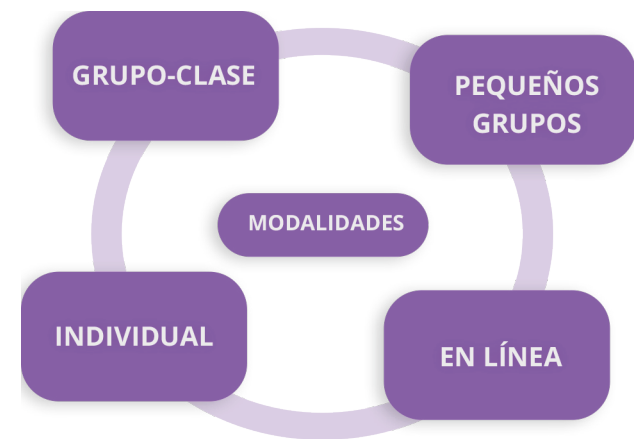 GRUPO-CLASE
PEQUEÑOS
GRUPOS
MODALIDADES
INDIVIDUAL
EN LÍNEA